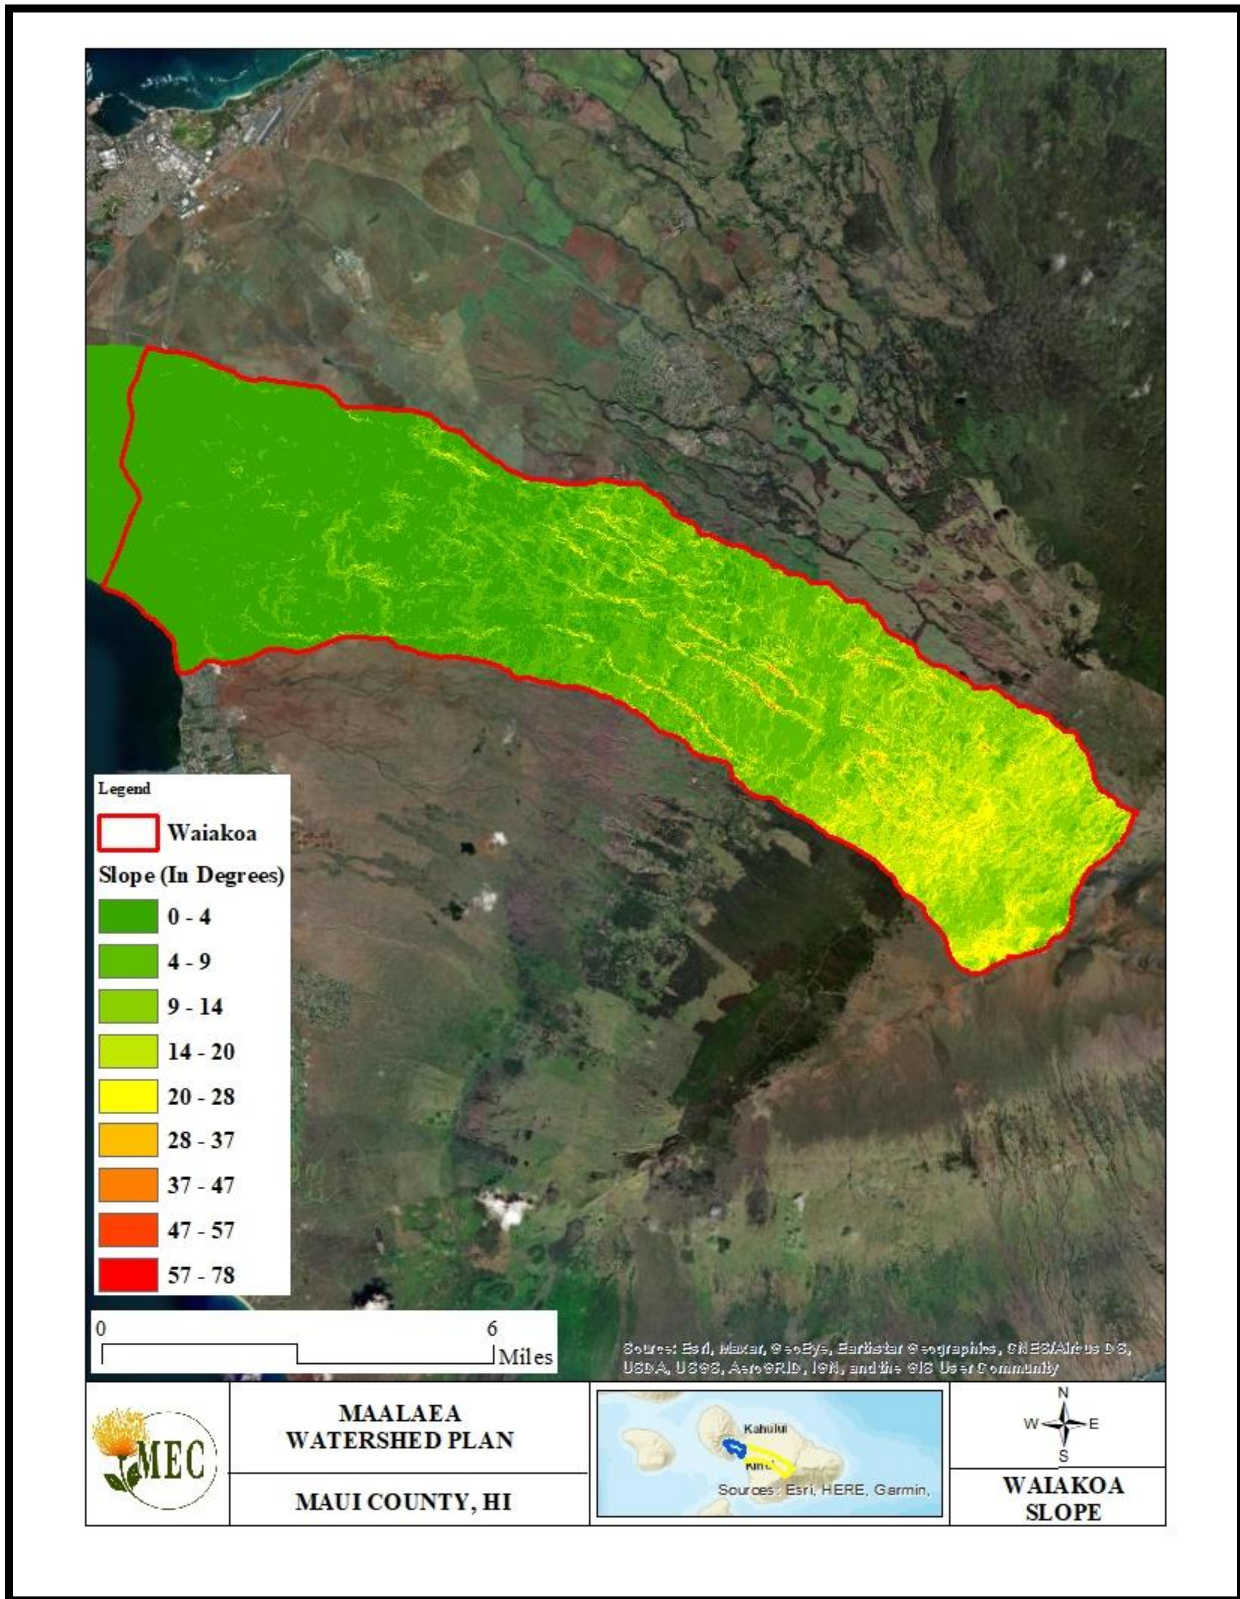 Legend
Waiakoa
Slope (In Degrees)
0 - 4
4 - 9
9 - 14
14 - 20
20 - 28
28 - 37
37 - 47
47 - 57
57 - 78
0 6
Miles
Source: Esri, Maxar, GeoEye, Earthstar Geographics, CNES/Airbus DS,
USDA, USGS, AeroGRID, IGN, and the GIS User Community
MEC
MAALAEA
WATERSHED PLAN
MAUI COUNTY, HI
Kahului
Sources: Esri, HERE, Garmin,
N
W E
S
WAIAKOA
SLOPE